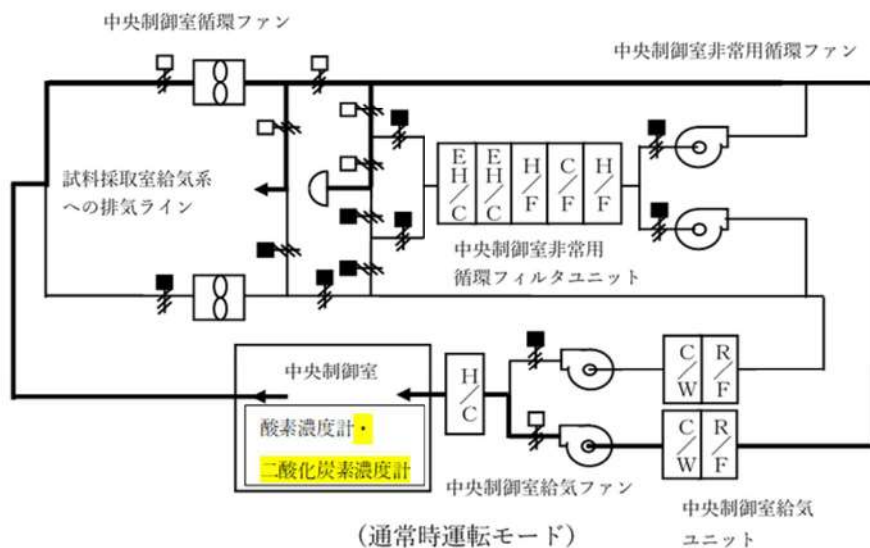 中央制御室循環ファン
中央制御室非常用循環ファン
試料採取室給気系
への排気ライン
EH/C
EH/C
H/F
C/F
H/F
中央制御室非常用
循環フィルタユニット
中央制御室
酸素濃度計・
二酸化炭素濃度計
H/C
C/W
R/F
C/W
R/F
中央制御室給気ファン
中央制御室給気
ユニット
(通常時運転モード)